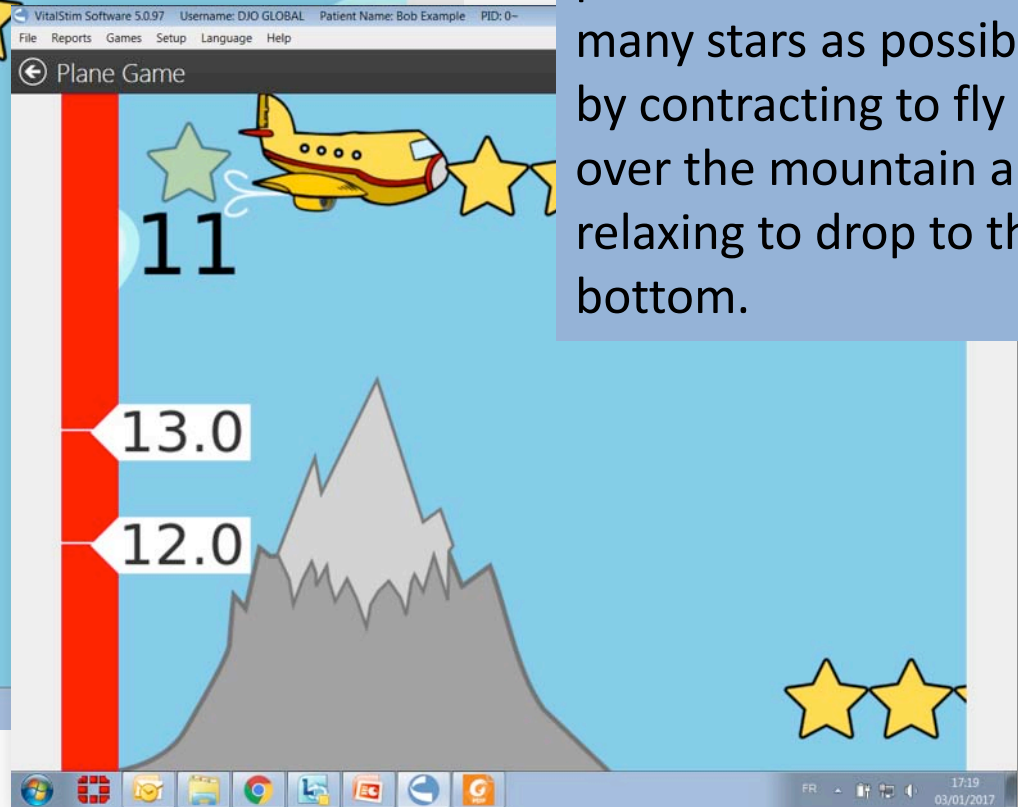 VitalStim Software 5.0.97 Username: DJO GLOBAL Patient Name: Bob Example PID: 0~
File Reports Games Setup Language Help
Plane Game
many stars as possib
by contracting to fly
over the mountain a
relaxing to drop to th
bottom.
11
13.0
12.0
FR
17:19
03/01/2017